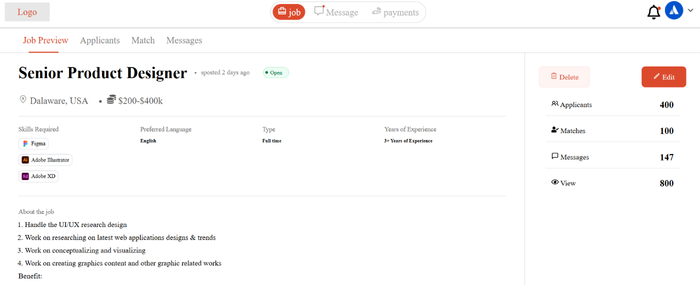 Logo
job
Message
payments
Job Preview
Applicants
Match
Messages
Senior Product Designer
• sposted 2 days ago
• Open
Dalaware, USA
• $200-$400k
Delete
Edit
Applicants 400
Matches 100
Messages 147
View 800
Skills Required
Figma
Ai Adobe Illustrator
Xd Adobe XD
Preferred Language
English
Type
Full time
Years of Experience
3+ Years of Experience
About the job
1. Handle the UI/UX research design
2. Work on researching on latest web applications designs & trends
3. Work on conceptualizing and visualizing
4. Work on creating graphics content and other graphic related works
Benefit: